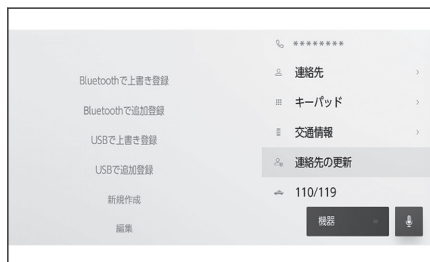 Bluetoothで上書き登録
Bluetoothで追加登録
USBで上書き登録
USBで追加登録
新規作成
編集
********
連絡先
キーパッド
交通情報
連絡先の更新
110/119
機器